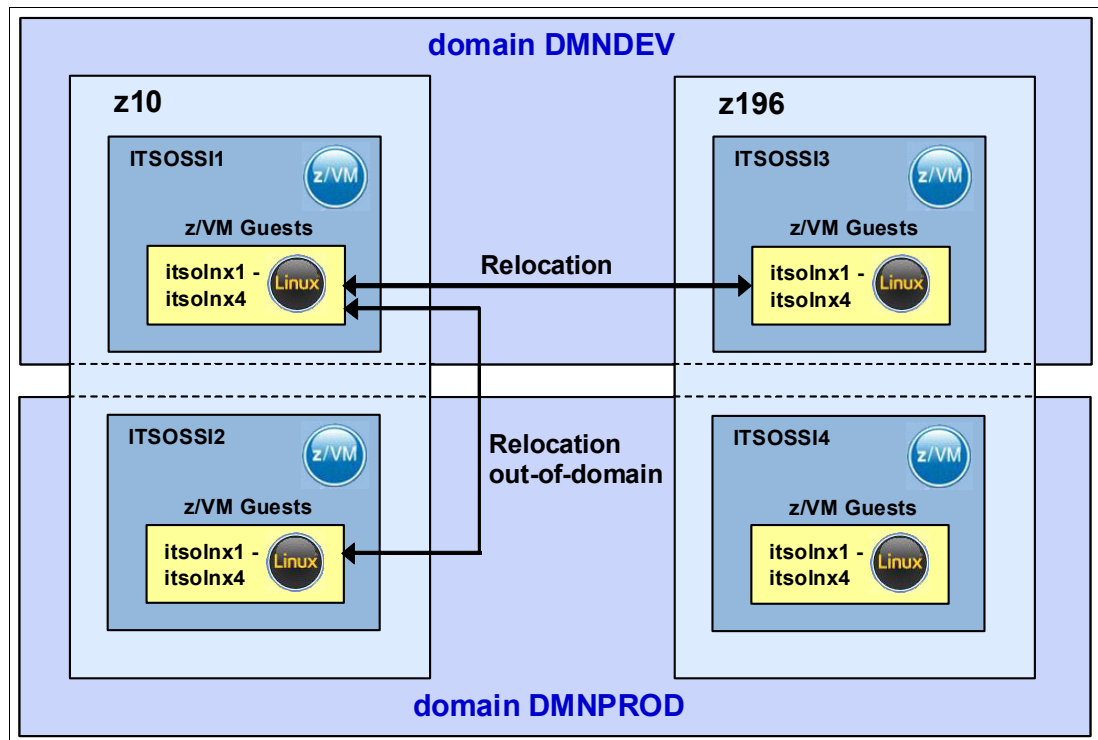 domain DMNDEV
z10
ITSOSSI1
z/VM
z/VM Guests
itsolnx1 -
itsolnx4
Linux
Relocation
z196
ITSOSSI3
z/VM
z/VM Guests
itsolnx1 -
itsolnx4
Linux
ITSOSSI2
z/VM
z/VM Guests
itsolnx1 -
itsolnx4
Linux
Relocation
out-of-domain
ITSOSSI4
z/VM
z/VM Guests
itsolnx1 -
itsolnx4
Linux
domain DMNPROD